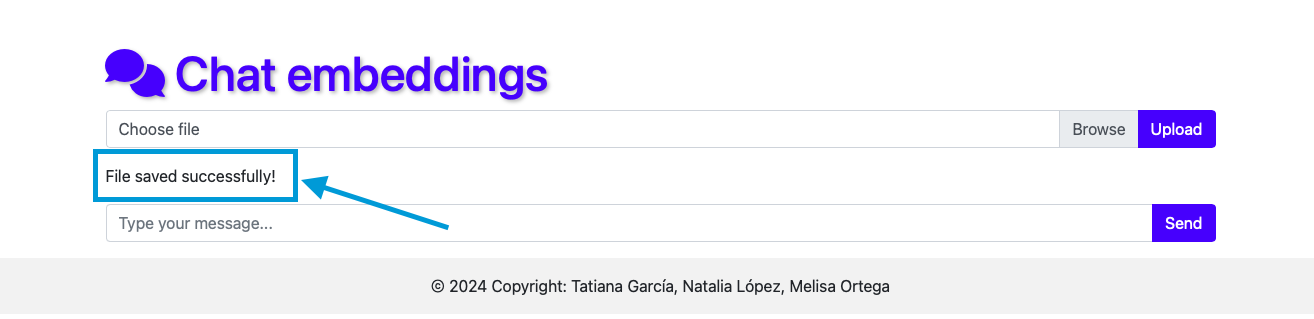 Chat embeddings
Choose file Browse Upload
File saved successfully!
Type your message... Send
© 2024 Copyright: Tatiana García, Natalia López, Melisa Ortega